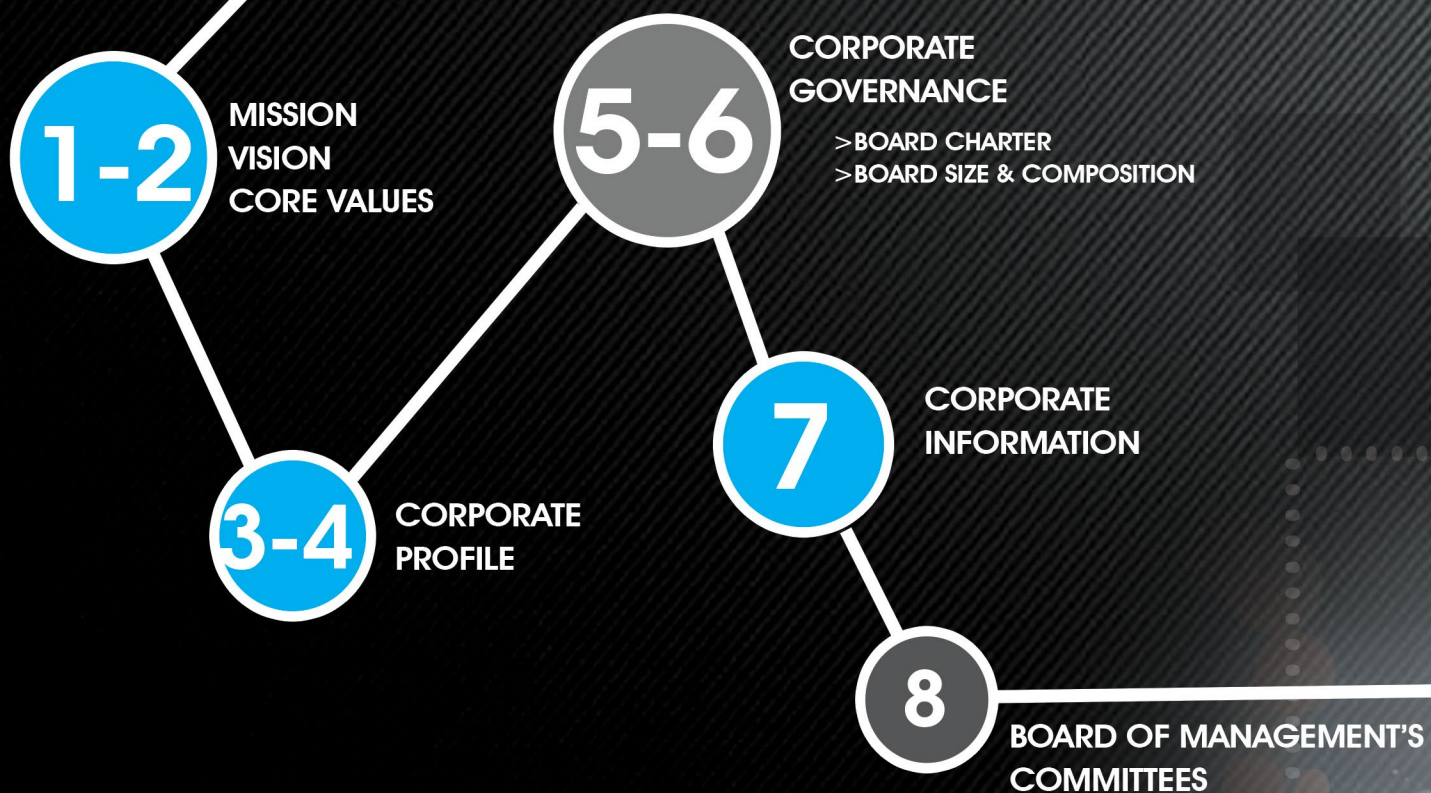 1-2
MISSION
VISION
CORE VALUES
3-4
CORPORATE
PROFILE
5-6
CORPORATE
GOVERNANCE
>BOARD CHARTER
>BOARD SIZE & COMPOSITION
7
CORPORATE
INFORMATION
8
BOARD OF MANAGEMENT'S
COMMITTEES